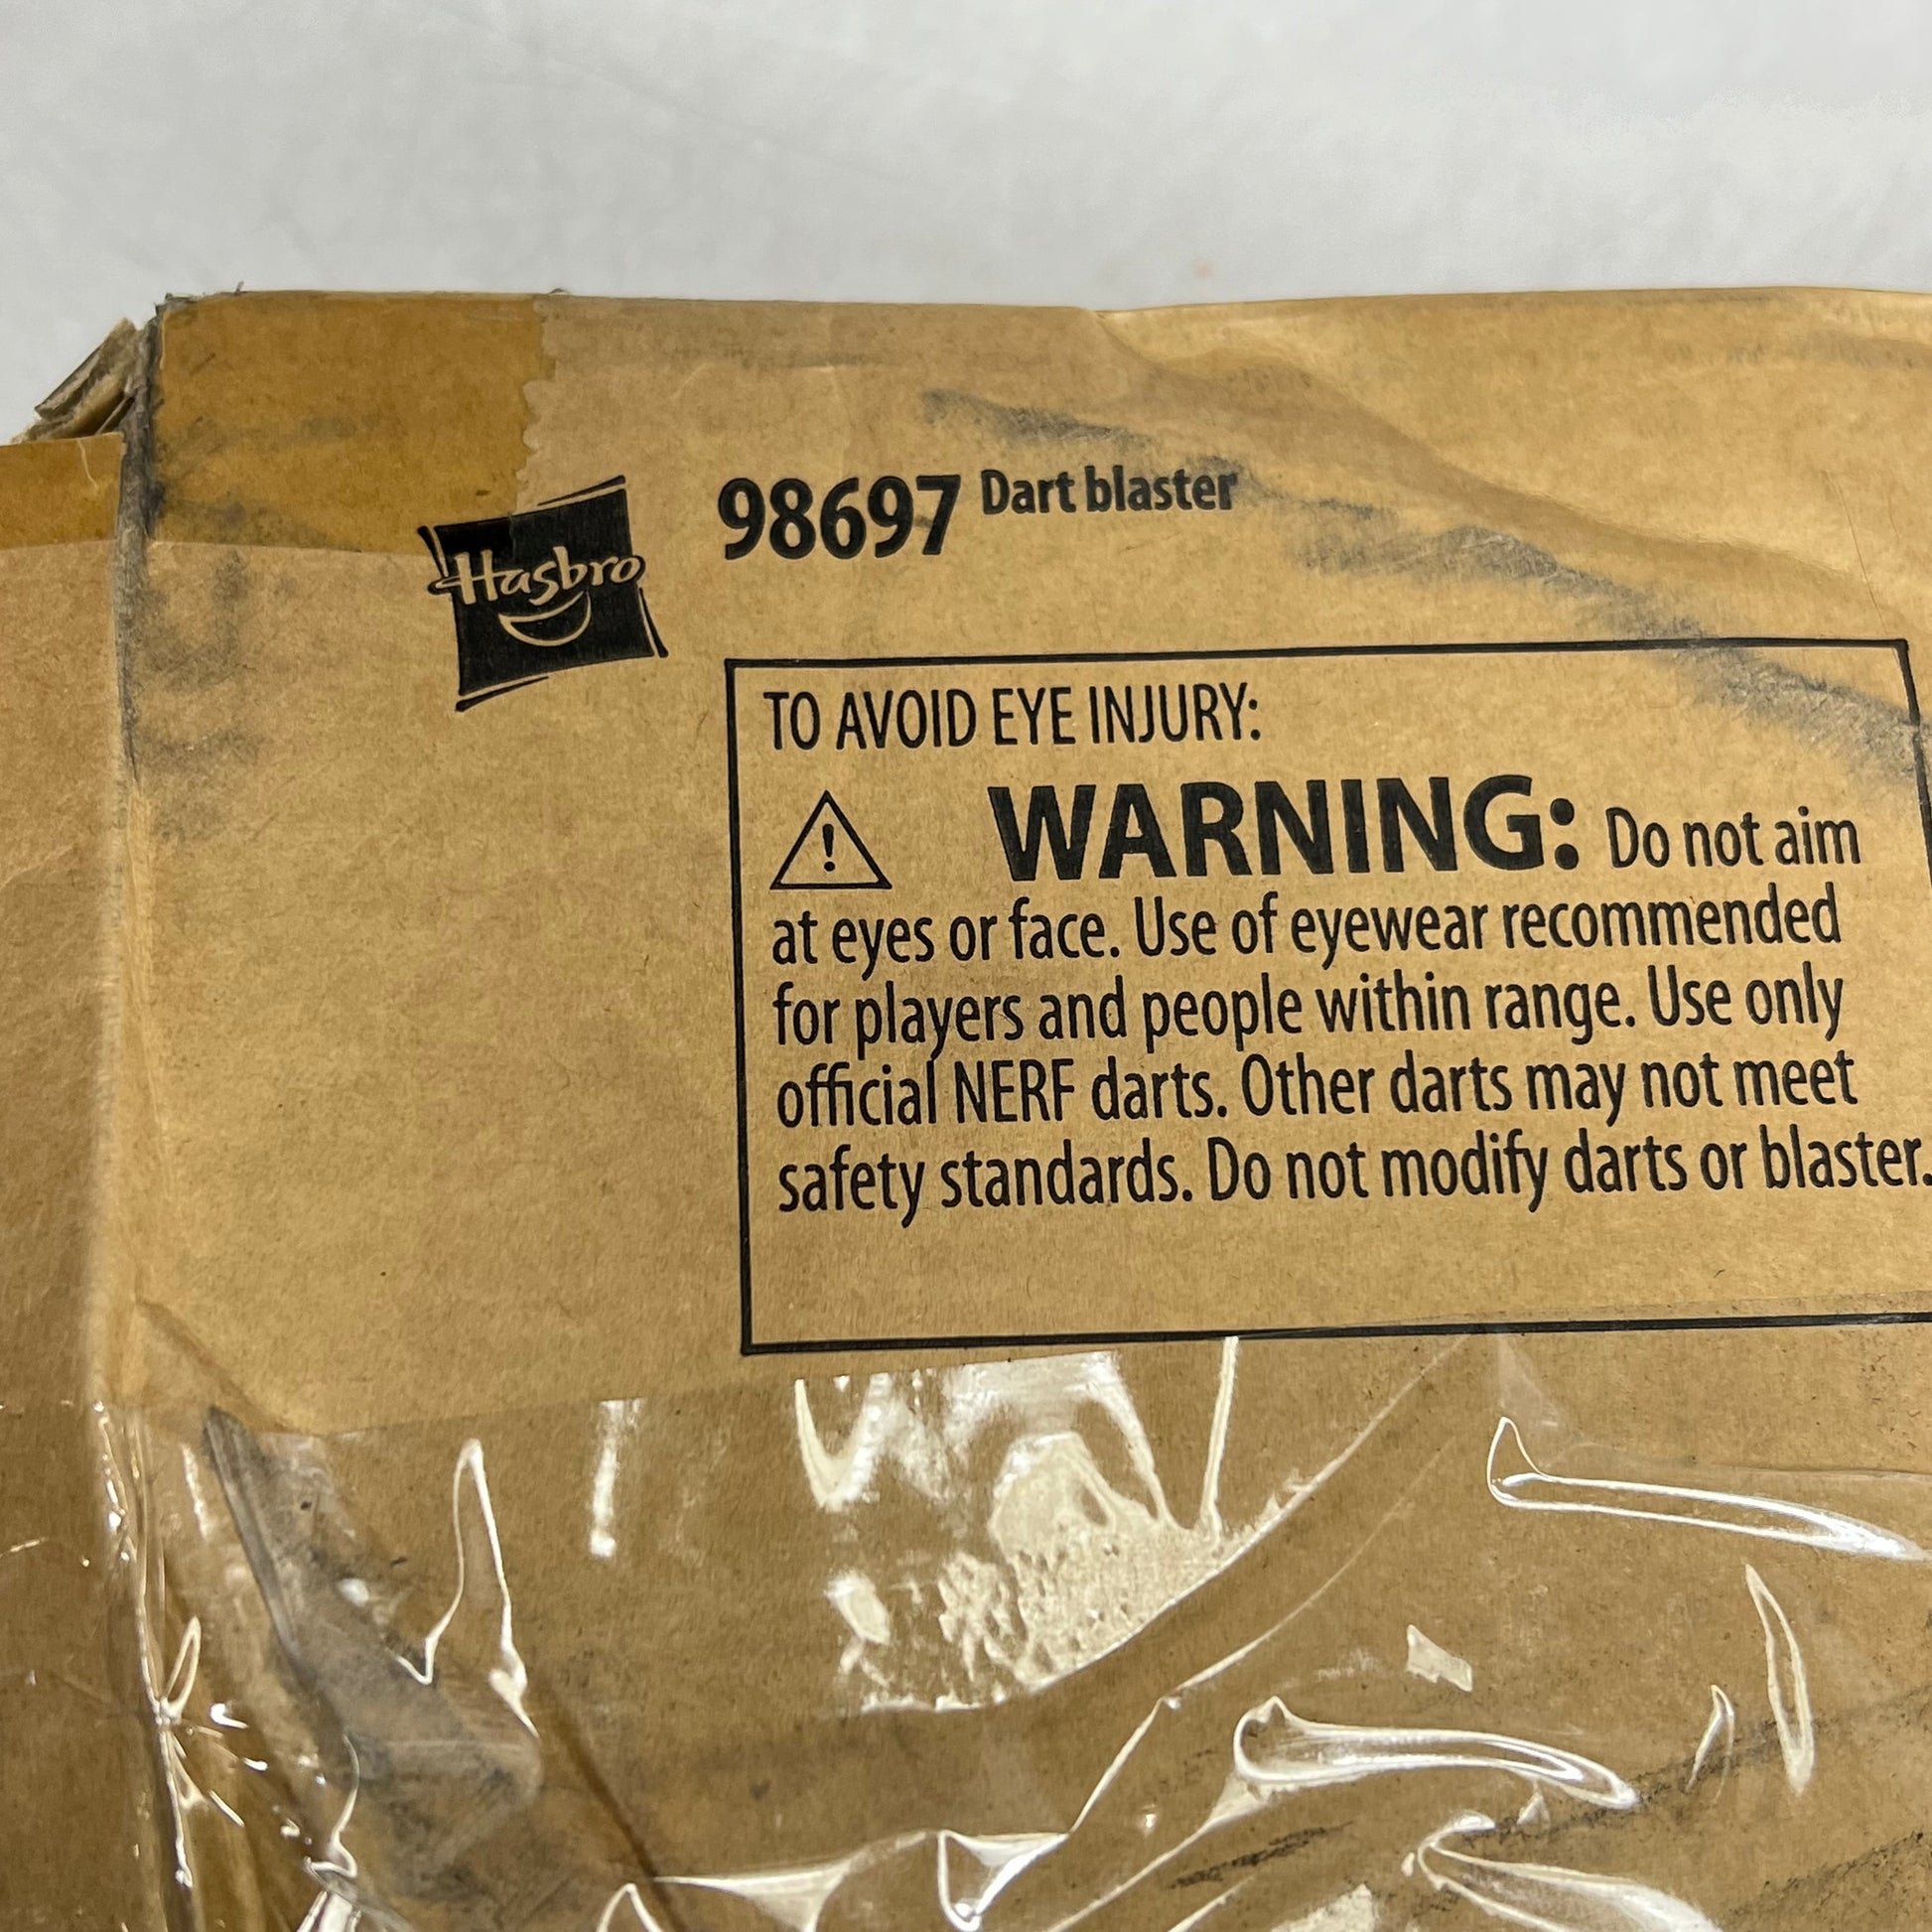 Hasbro
98697 Dart blaster
TO AVOID EYE INJURY:
WARNING: Do not aim
at eyes or face. Use of eyewear recommended
for players and people within range. Use only
official NERF darts. Other darts may not meet
safety standards. Do not modify darts or blaster.